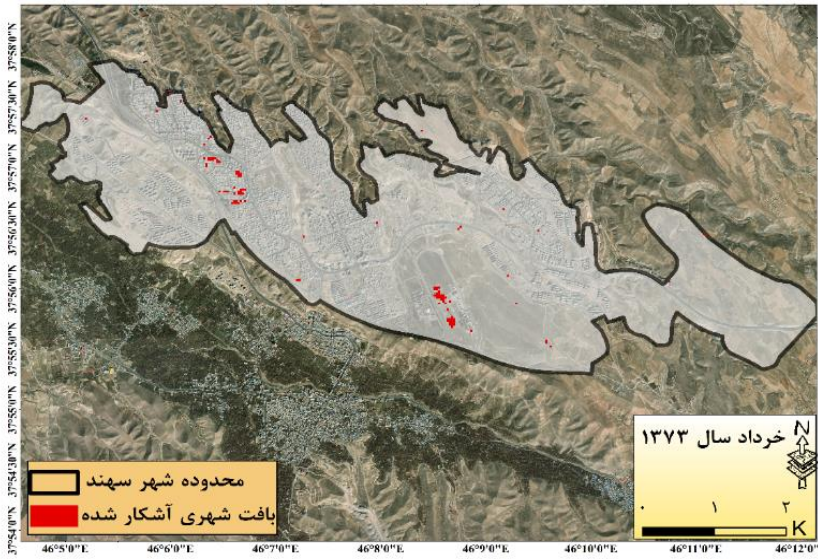 37°58'0"N
37°57'30"N
37°57'0"N
37°56'30"N
37°56'0"N
37°55'30"N
37°55'0"N
37°54'30"N
37°54'0"N
خرداد سال ۱۳۷۳
N
۰ ۱ ۲
K
محدوده شهر سهند
بافت شهری آشکار شده
46°5'0"E 46°6'0"E 46°7'0"E 46°8'0"E 46°9'0"E 46°10'0"E 46°11'0"E 46°12'0"